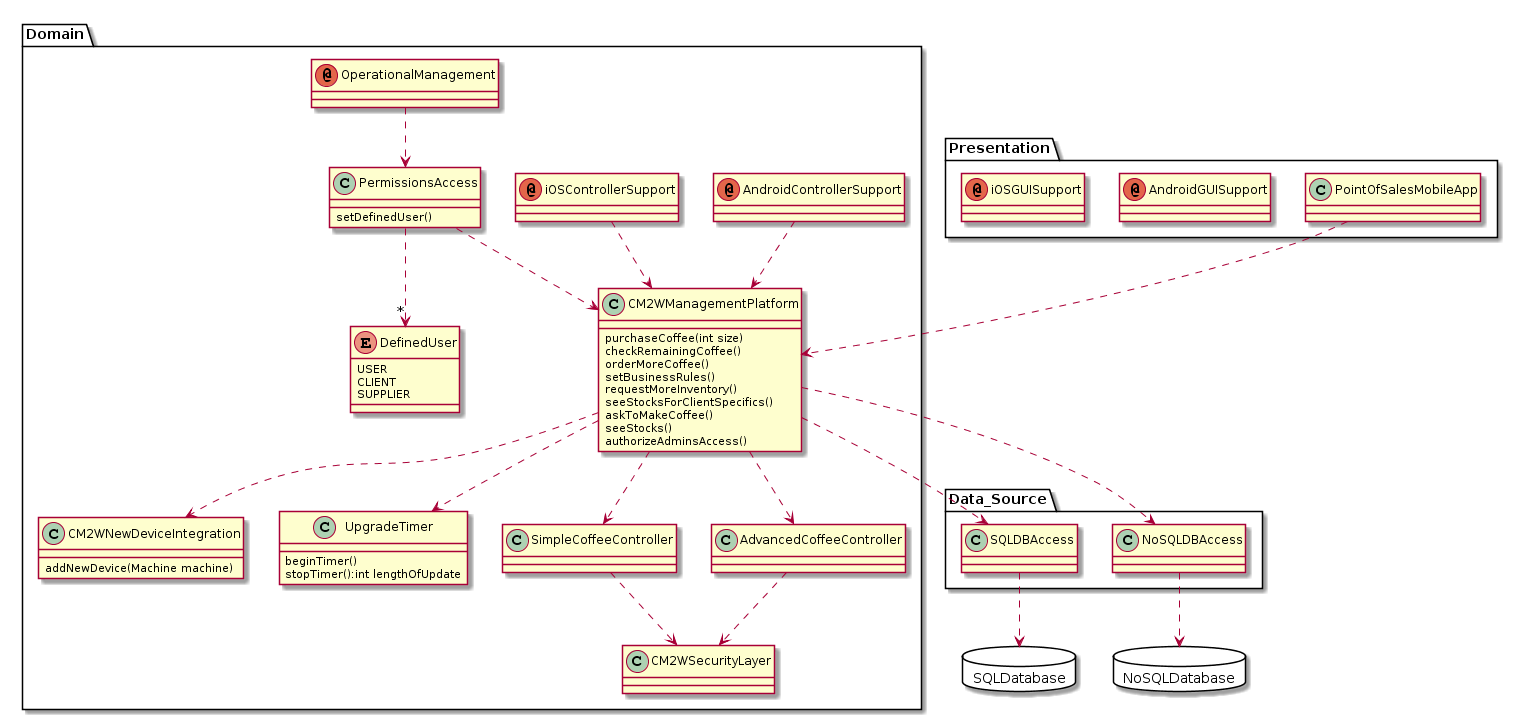 Domain
@ OperationalManagement
C PermissionsAccess
setDefinedUser()
@ iOSControllerSupport
@ AndroidControllerSupport
Presentation
@ iOSGUISupport
@ AndroidGUISupport
C PointOfSalesMobileApp
*
E DefinedUser
USER
CLIENT
SUPPLIER
C CM2WManagementPlatform
purchaseCoffee(int size)
checkRemainingCoffee()
orderMoreCoffee()
setBusinessRules()
requestMoreInventory()
seeStocksForClientSpecifics()
askToMakeCoffee()
seeStocks()
authorizeAdminsAccess()
C CM2WNewDeviceIntegration
addNewDevice(Machine machine)
C UpgradeTimer
beginTimer()
stopTimer():int lengthOfUpdate
C SimpleCoffeeController
C AdvancedCoffeeController
Data_Source
C SQLDBAccess
C NoSQLDBAccess
C CM2WSecurityLayer
SQLDatabase
NoSQLDatabase